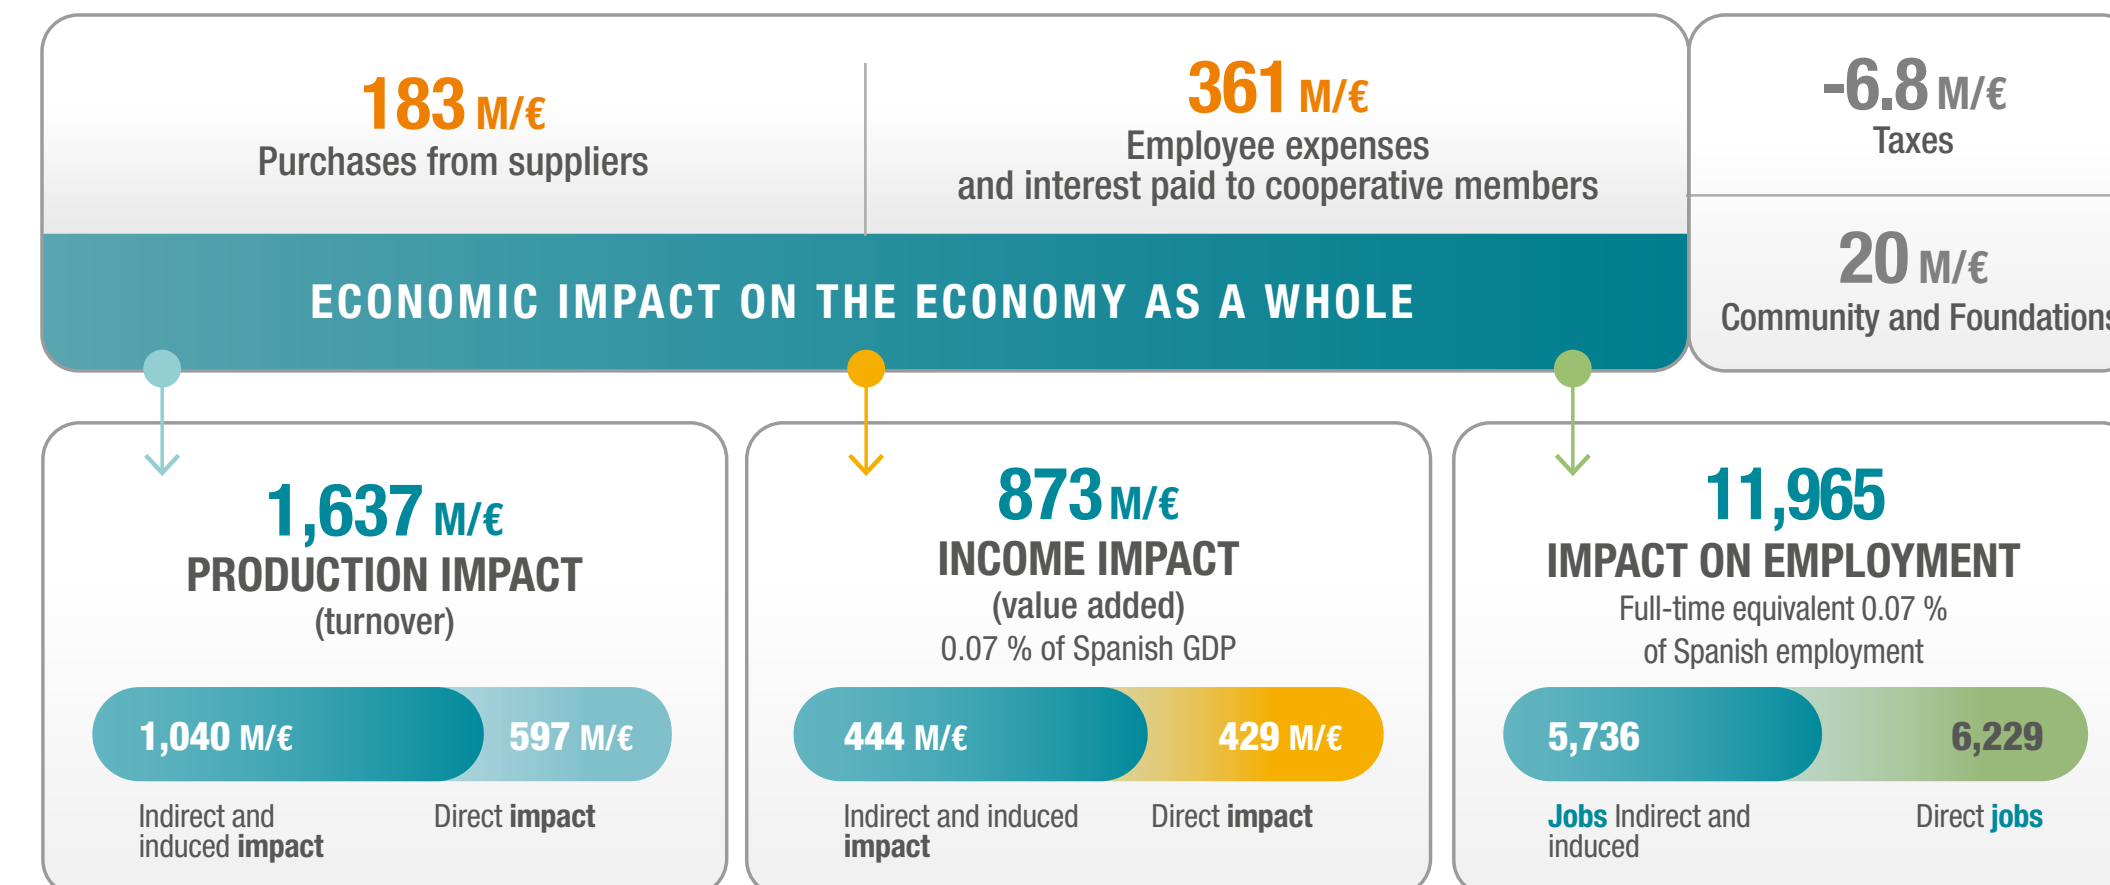 183 M/€
Purchases from suppliers
361 M/€
Employee expenses
and interest paid to cooperative members
-6.8 M/€
Taxes
20 M/€
Community and Foundations
ECONOMIC IMPACT ON THE ECONOMY AS A WHOLE
1,637 M/€
PRODUCTION IMPACT
(turnover)
1,040 M/€
597 M/€
Indirect and
induced impact
Direct impact
873 M/€
INCOME IMPACT
(value added)
0.07 % of Spanish GDP
444 M/€
429 M/€
Indirect and induced
impact
Direct impact
11,965
IMPACT ON EMPLOYMENT
Full-time equivalent 0.07 %
of Spanish employment
5,736
6,229
Jobs Indirect and
induced
Direct jobs